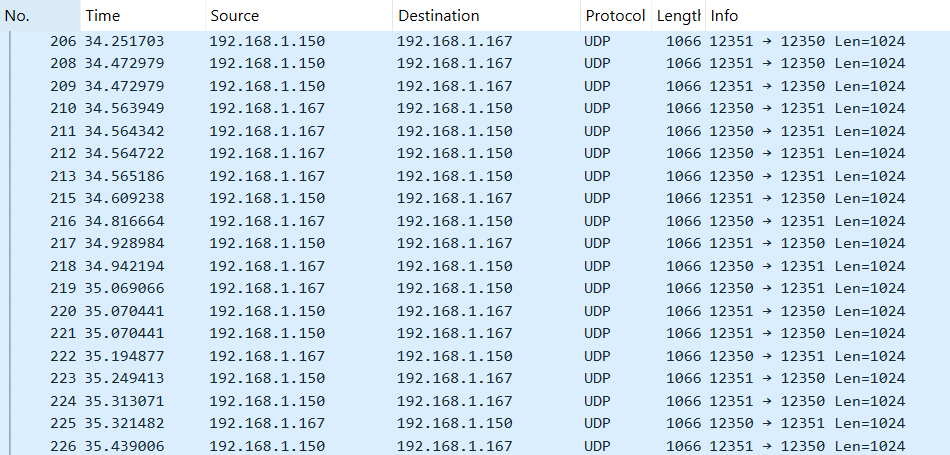 No. Time Source Destination Protocol Length Info
206 34.251703 192.168.1.150 192.168.1.167 UDP 1066 12351 → 12350 Len=1024
208 34.472979 192.168.1.150 192.168.1.167 UDP 1066 12351 → 12350 Len=1024
209 34.472979 192.168.1.150 192.168.1.167 UDP 1066 12351 → 12350 Len=1024
210 34.563949 192.168.1.167 192.168.1.150 UDP 1066 12350 → 12351 Len=1024
211 34.564342 192.168.1.167 192.168.1.150 UDP 1066 12350 → 12351 Len=1024
212 34.564722 192.168.1.167 192.168.1.150 UDP 1066 12350 → 12351 Len=1024
213 34.565186 192.168.1.167 192.168.1.150 UDP 1066 12350 → 12351 Len=1024
215 34.609238 192.168.1.150 192.168.1.167 UDP 1066 12351 → 12350 Len=1024
216 34.816664 192.168.1.167 192.168.1.150 UDP 1066 12350 → 12351 Len=1024
217 34.928984 192.168.1.150 192.168.1.167 UDP 1066 12351 → 12350 Len=1024
218 34.942194 192.168.1.167 192.168.1.150 UDP 1066 12350 → 12351 Len=1024
219 35.069066 192.168.1.150 192.168.1.167 UDP 1066 12351 → 12350 Len=1024
220 35.070441 192.168.1.150 192.168.1.167 UDP 1066 12351 → 12350 Len=1024
221 35.070441 192.168.1.150 192.168.1.167 UDP 1066 12351 → 12350 Len=1024
222 35.194877 192.168.1.167 192.168.1.150 UDP 1066 12350 → 12351 Len=1024
223 35.249413 192.168.1.150 192.168.1.167 UDP 1066 12351 → 12350 Len=1024
224 35.313071 192.168.1.150 192.168.1.167 UDP 1066 12351 → 12350 Len=1024
225 35.321482 192.168.1.167 192.168.1.150 UDP 1066 12350 → 12351 Len=1024
226 35.439006 192.168.1.150 192.168.1.167 UDP 1066 12351 → 12350 Len=1024